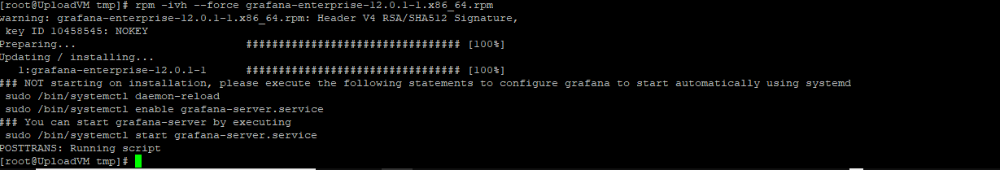 [root@UploadVM tmp]# rpm -ivh --force grafana-enterprise-12.0.1-1.x86_64.rpm
warning: grafana-enterprise-12.0.1-1.x86_64.rpm: Header V4 RSA/SHA512 Signature,
 key ID 10458545: NOKEY
Preparing...                          ################################# [100%]
Updating / installing...
   1:grafana-enterprise-12.0.1-1      ################################# [100%]
### NOT starting on installation, please execute the following statements to configure grafana to start automatically using systemd
 sudo /bin/systemctl daemon-reload
 sudo /bin/systemctl enable grafana-server.service
### You can start grafana-server by executing
 sudo /bin/systemctl start grafana-server.service
POSTTRANS: Running script
[root@UploadVM tmp]#